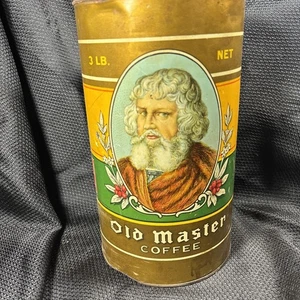 3 LB. NET
Old Master
COFFEE